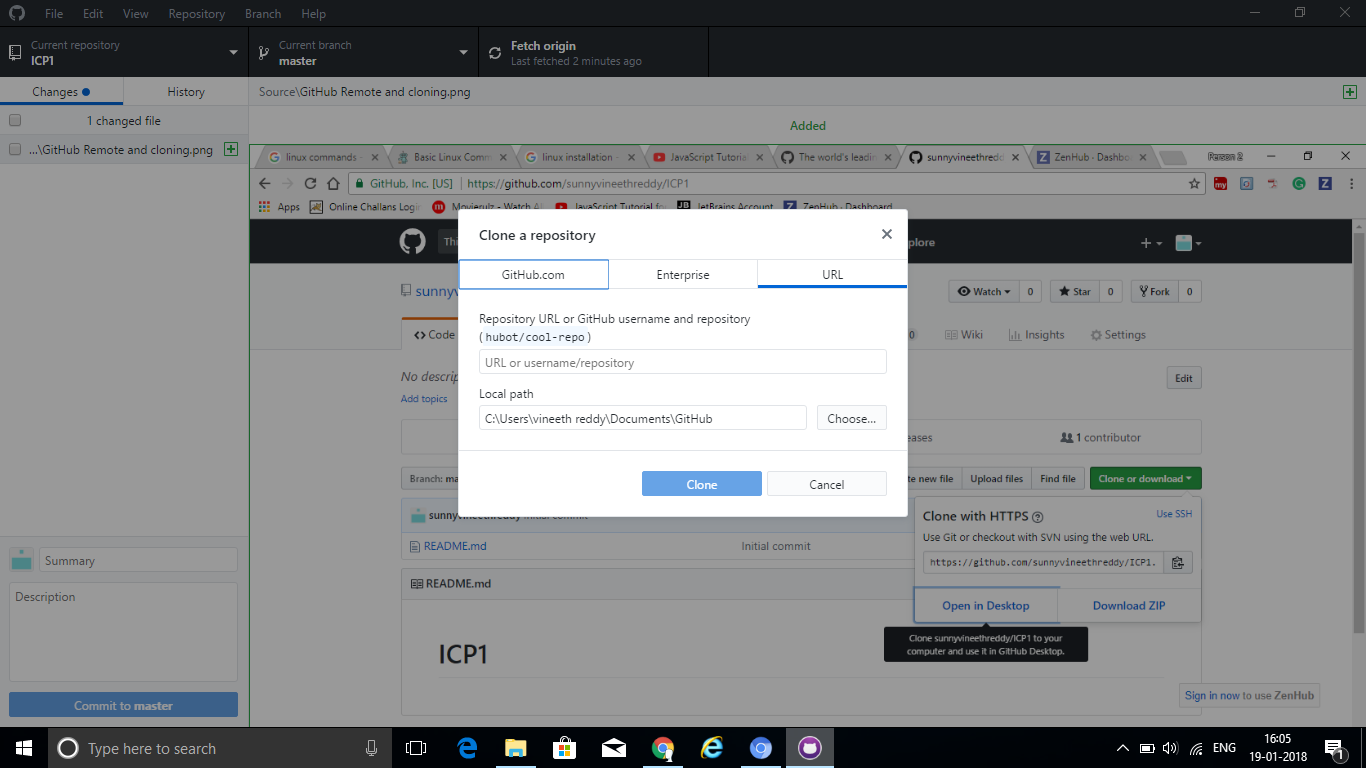 File Edit View Repository Branch Help
Current repository
ICP1
Current branch
master
Fetch origin
Last fetched 2 minutes ago
Changes
History
Source\GitHub Remote and cloning.png
1 changed file
...\GitHub Remote and cloning.png
Added
linux commands -
Basic Linux Comm
linux installation -
JavaScript Tutorial
The world's leadin
sunnyvineethredd
ZenHub - Dashbo
GitHub, Inc. [US] https://github.com/sunnyvineethreddy/ICP1
Apps Online Challans Logi Movierulz - Watch JavaScript Tutorial fo JetBrains Account ZenHub - Dashboard
Clone a repository
GitHub.com Enterprise URL
Repository URL or GitHub username and repository
(hubot/cool-repo)
URL or username/repository
Local path
C:\Users\vineeth reddy\Documents\GitHub
Choose...
Clone Cancel
Thi
plore
sunnyv
Watch 0 Star 0 Fork 0
Code
0 Wiki Insights Settings
No descrip
Edit
Add topics
eases
1 contributor
Branch: ma
te new file Upload files Find file Clone or download
sunnyvineethreddy Initial commit
README.md Initial commit
README.md
ICP1
Clone with HTTPS
Use SSH
Use Git or checkout with SVN using the web URL.
https://github.com/sunnyvineethreddy/ICP1.
Open in Desktop Download ZIP
Clone sunnyvineethreddy/ICP1 to your
computer and use it in GitHub Desktop.
Sign in now to use ZenHub
Summary
Description
Commit to master
Type here to search
ENG
16:05
19-01-2018
1